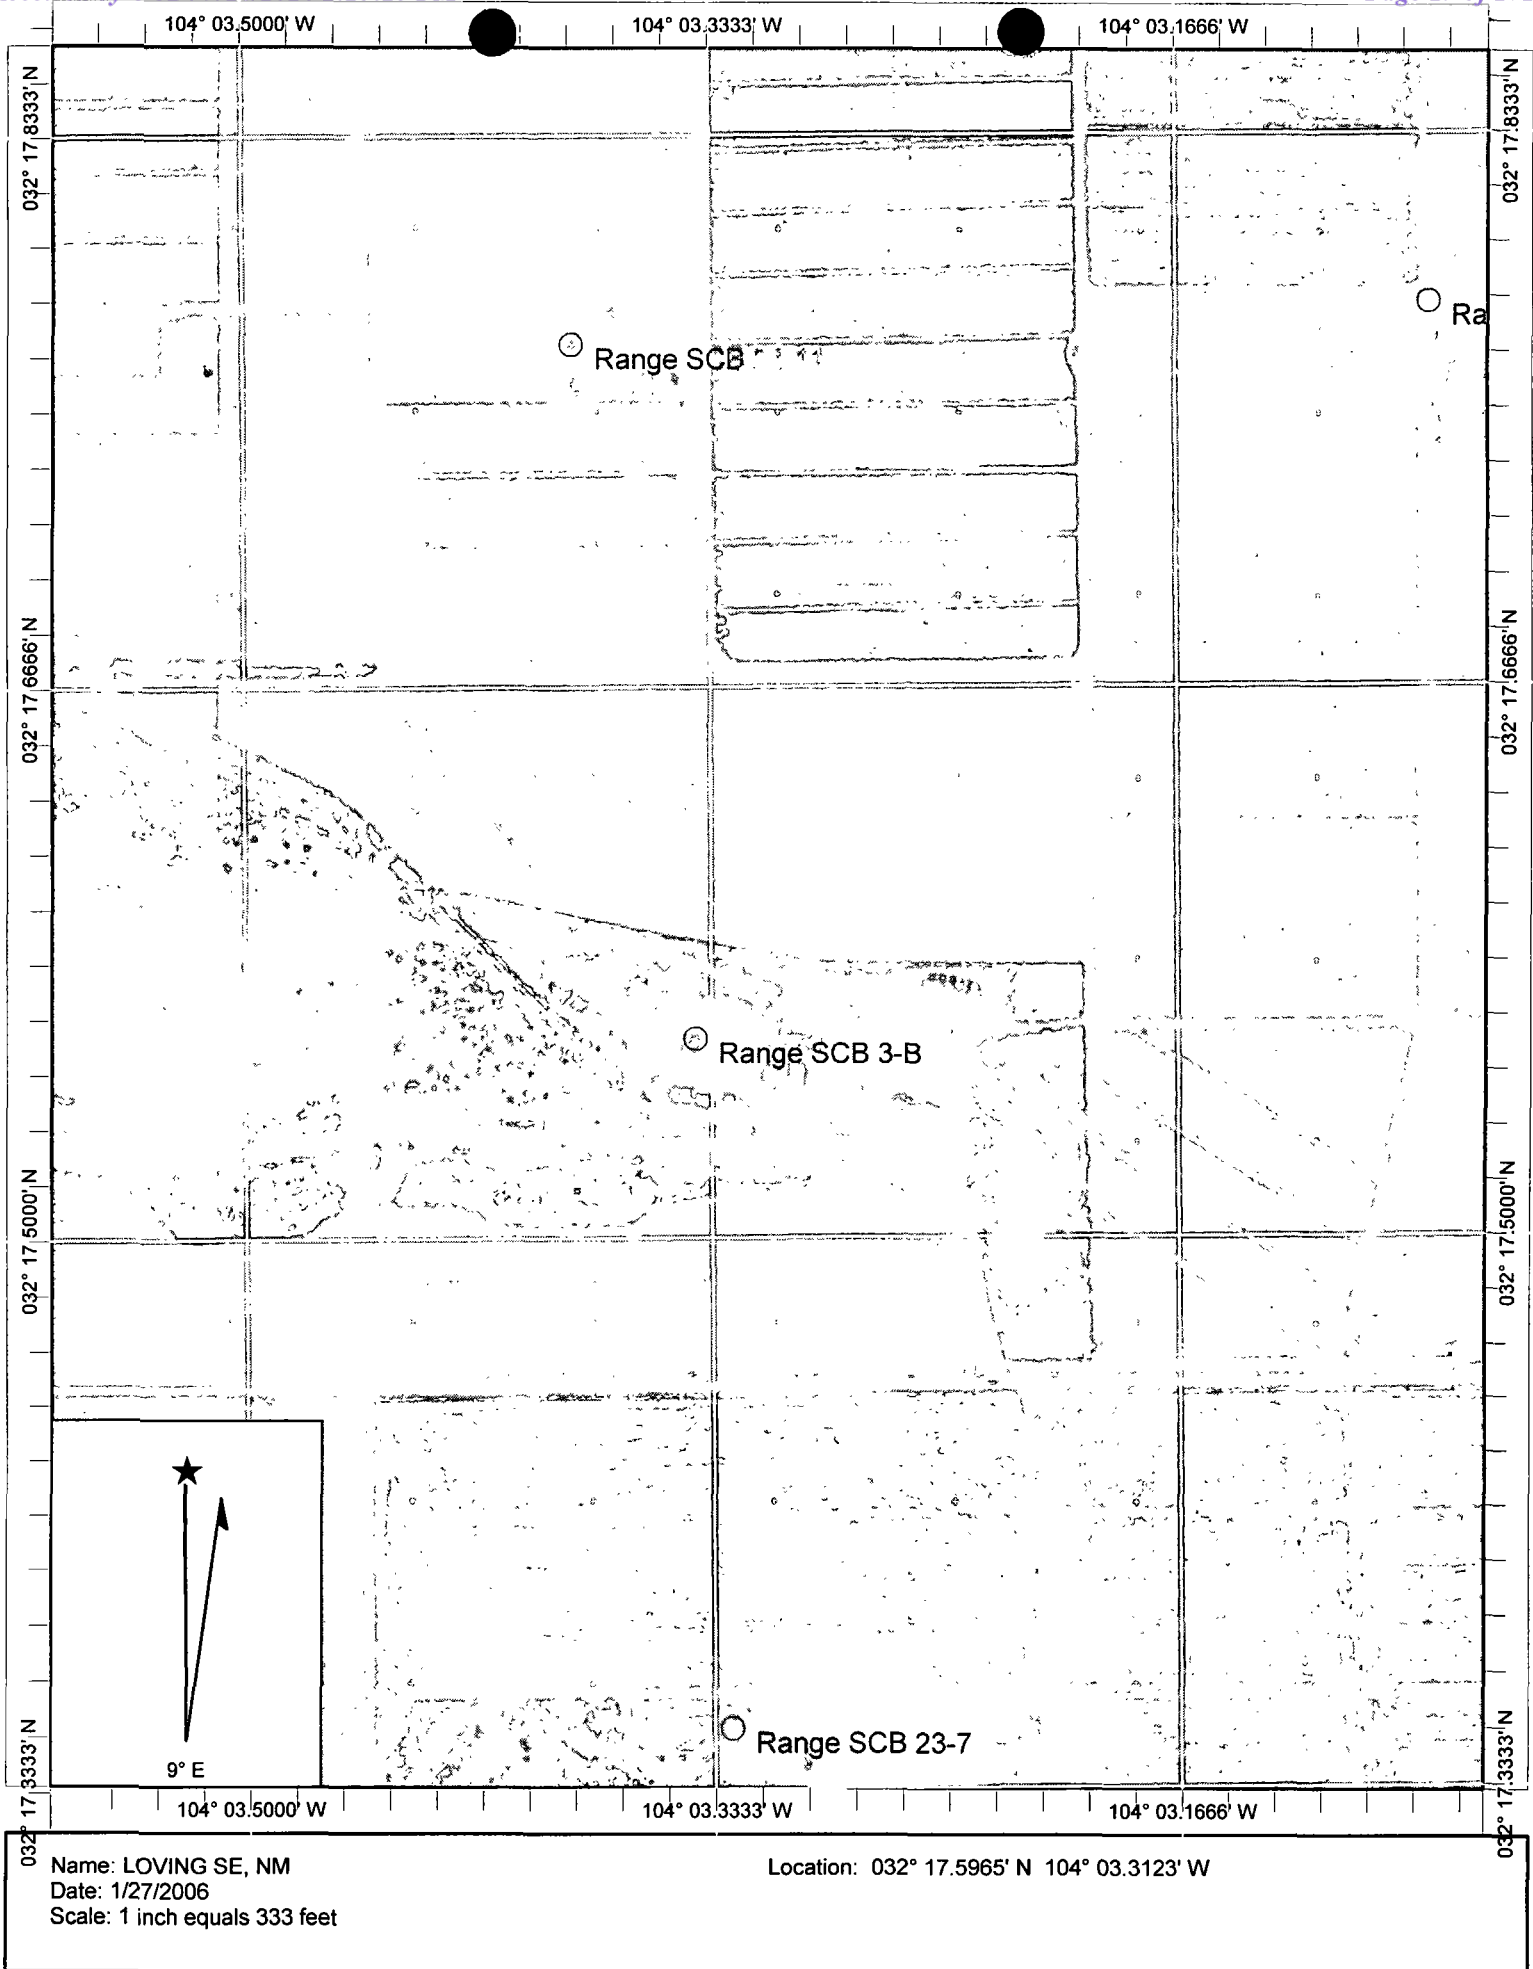 104° 03.5000' W 104° 03.3333' W 104° 03.1666' W
032° 17.8333' N
032° 17.8333' N
Ra
Range SCB
032° 17.6666' N
032° 17.6666' N
Range SCB 3-B
032° 17.5000' N
032° 17.5000' N
Range SCB 23-7
9° E
032° 17.3333' N
032° 17.3333' N
104° 03.5000' W 104° 03.3333' W 104° 03.1666' W
Name: LOVING SE, NM
Date: 1/27/2006
Scale: 1 inch equals 333 feet
Location: 032° 17.5965' N 104° 03.3123' W